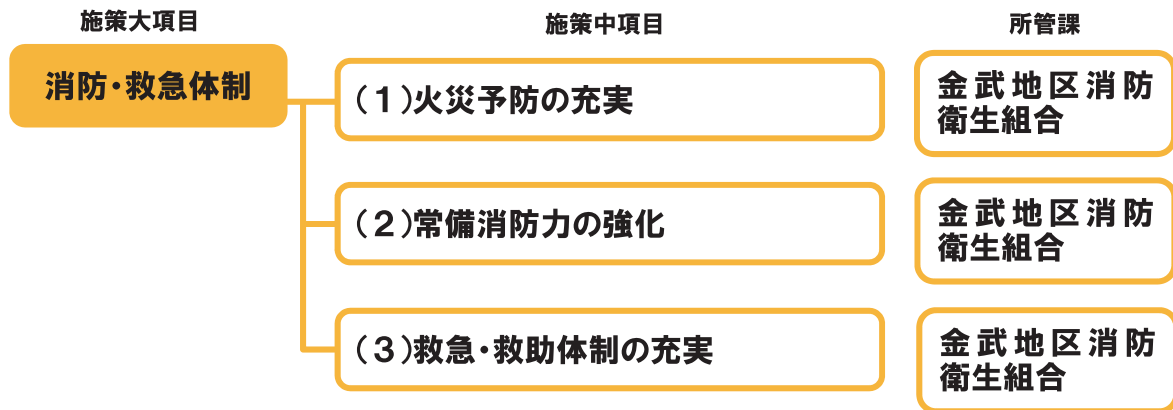 施策大項目
施策中項目
所管課
消防・救急体制
(1)火災予防の充実
金武地区消防
衛生組合
(2)常備消防力の強化
金武地区消防
衛生組合
(3)救急・救助体制の充実
金武地区消防
衛生組合